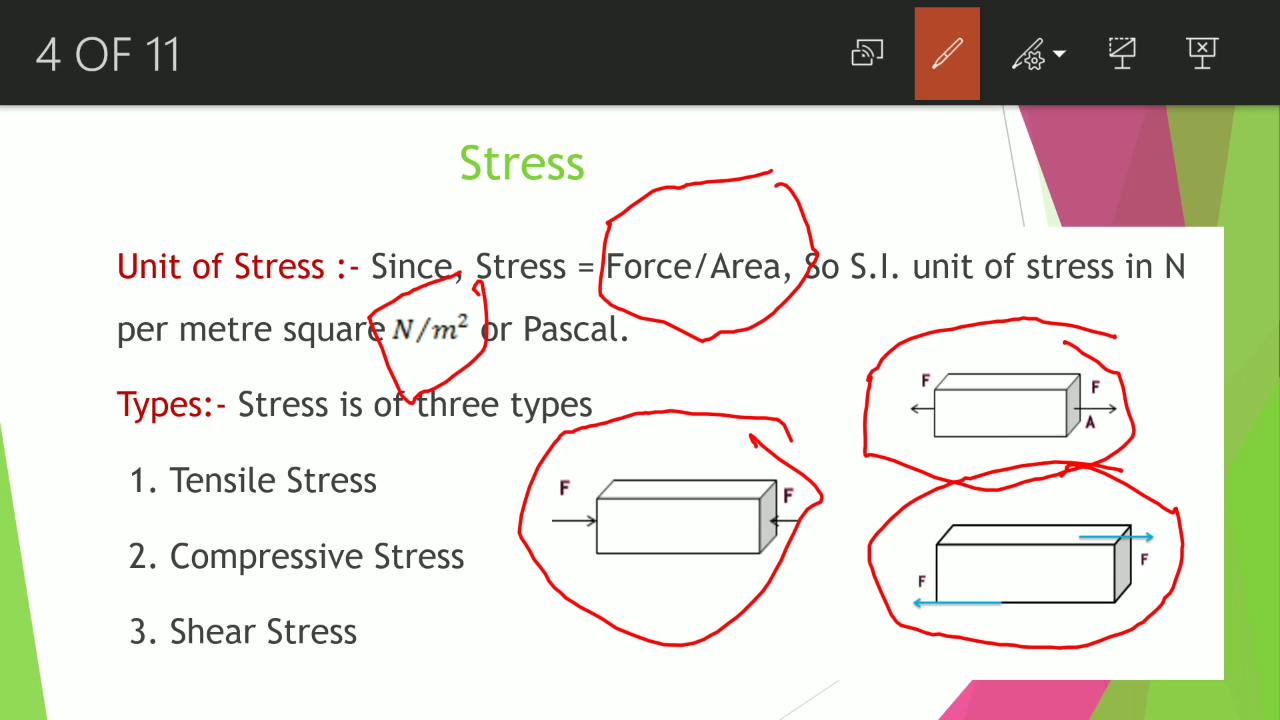 4 OF 11
Stress
Unit of Stress :- Since, Stress = Force/Area, So S.I. unit of stress in N
per metre square N/m² or Pascal.
Types:- Stress is of three types
1. Tensile Stress
2. Compressive Stress
3. Shear Stress
F F
A
F F
F
F